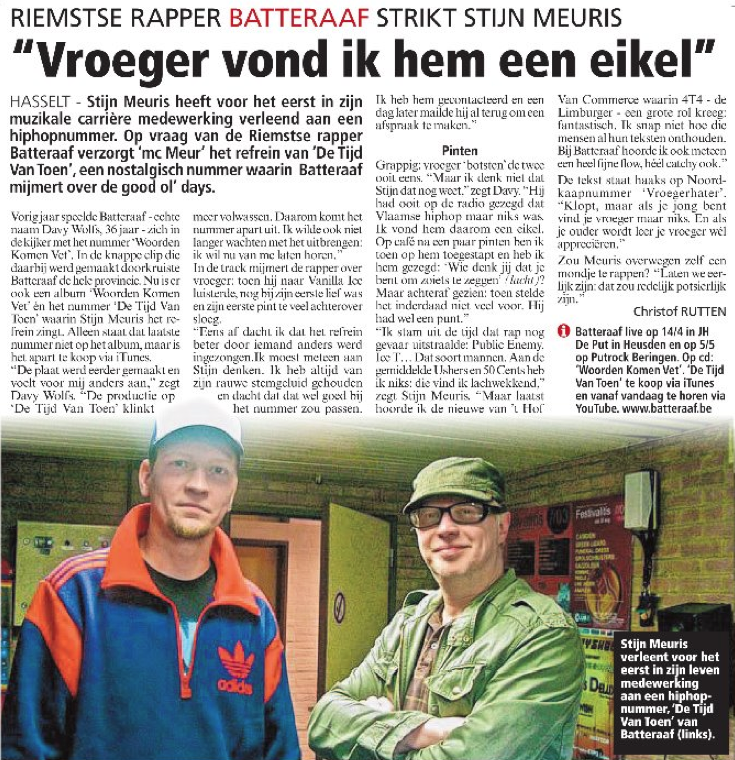 RIEMSTSE RAPPER BATTERAAF STRIKT STIJN MEURIS
“Vroeger vond ik hem een eikel”
HASSELT - Stijn Meuris heeft voor het eerst in zijn
muzikale carrière medewerking verleend aan een
hiphopnummer. Op vraag van de Riemstse rapper
Batteraaf verzorgt ‘mc Meur’ het refrein van ‘De Tijd
Van Toen’, een nostalgisch nummer waarin Batteraaf
mijmert over de good ol’ days.
Vorig jaar speelde Batteraaf - echte
naam Davy Wolfs, 36 jaar - zich in
de kijker met het nummer ‘Woorden
Komen Vet’. In de knappe clip die
daarbij werd gemaakt doorkruiste
Batteraaf de hele provincie. Nu is er
ook een album ‘Woorden Komen
Vet’ én het nummer ‘De Tijd Van
Toen’ waarin Stijn Meuris het re-
frein zingt. Alleen staat dat laatste
nummer niet op het album, maar is
het apart te koop via iTunes.
“De plaat werd eerder gemaakt en
voelt voor mij anders aan,” zegt
Davy Wolfs. “De productie op
‘De Tijd Van Toen’ klinkt
meer volwassen. Daarom komt het
nummer apart uit. Ik wilde ook niet
langer wachten met het uitbrengen:
ik wil nu van me laten horen.”
In de track mijmert de rapper over
vroeger: toen hij naar Vanilla Ice
luisterde, nog bij zijn eerste lief was
en zijn eerste pint te veel achterover
sloeg.
“Eens af dacht ik dat het refrein
beter door iemand anders werd
ingezongen.Ik moest meteen aan
Stijn denken. Ik heb altijd van
zijn rauwe stemgeluid gehouden
en dacht dat dat wel goed bij
het nummer zou passen.
Ik heb hem gecontacteerd en een
dag later mailde hij al terug om een
afspraak te maken.”
Pinten
Grappig: vroeger ‘botsten’ de twee
ooit eens. “Maar ik denk niet dat
Stijn dat nog weet,” zegt Davy. “Hij
had ooit op de radio gezegd dat
Vlaamse hiphop maar niks was.
Ik vond hem daarom een eikel.
Op café na een paar pinten ben ik
toen op hem toegestapt en heb ik
hem gezegd: ‘Wie denk jij dat je
bent om zoiets te zeggen’ (lacht)?
Maar achteraf gezien: toen stelde
het inderdaad niet veel voor. Hij
had wel een punt.”
“Ik stam uit de tijd dat rap nog
gevaar uitstraalde: Public Enemy.
Ice T… Dat soort mannen. Aan de
gemiddelde Ushers en 50 Cents heb
ik niks: die vind ik lachwekkend,”
zegt Stijn Meuris. “Maar laatst
hoorde ik de nieuwe van ’t Hof
Van Commerce waarin 4T4 - de
Limburger - een grote rol kreeg:
fantastisch. Ik snap niet hoe die
mensen al hun teksten onthouden.
Bij Batteraaf hoorde ik ook meteen
een heel fijne flow, héél catchy ook.”
De tekst staat haaks op Noord-
kaapnummer ‘Vroegerhater’.
“Klopt, maar als je jong bent
vind je vroeger maar niks. En als
je ouder wordt leer je vroeger wèl
appreciëren.”
Zou Meuris overwegen zelf een
mondje te rappen? “Laten we eer-
lijk zijn: dat zou redelijk potsierlijk
zijn.”
Christof RUTTEN
i Batteraaf live op 14/4 in JH
De Put in Heusden en op 5/5
op Putrock Beringen. Op cd:
‘Woorden Komen Vet’. ‘De Tijd
Van Toen’ te koop via iTunes
en vanaf vandaag te horen via
YouTube. www.batteraaf.be
adidas
Festivalitis
Stijn Meuris
verleent voor het
eerst in zijn leven
medewerking
aan een hiphop-
nummer, ‘De Tijd
Van Toen’ van
Batteraaf (links).